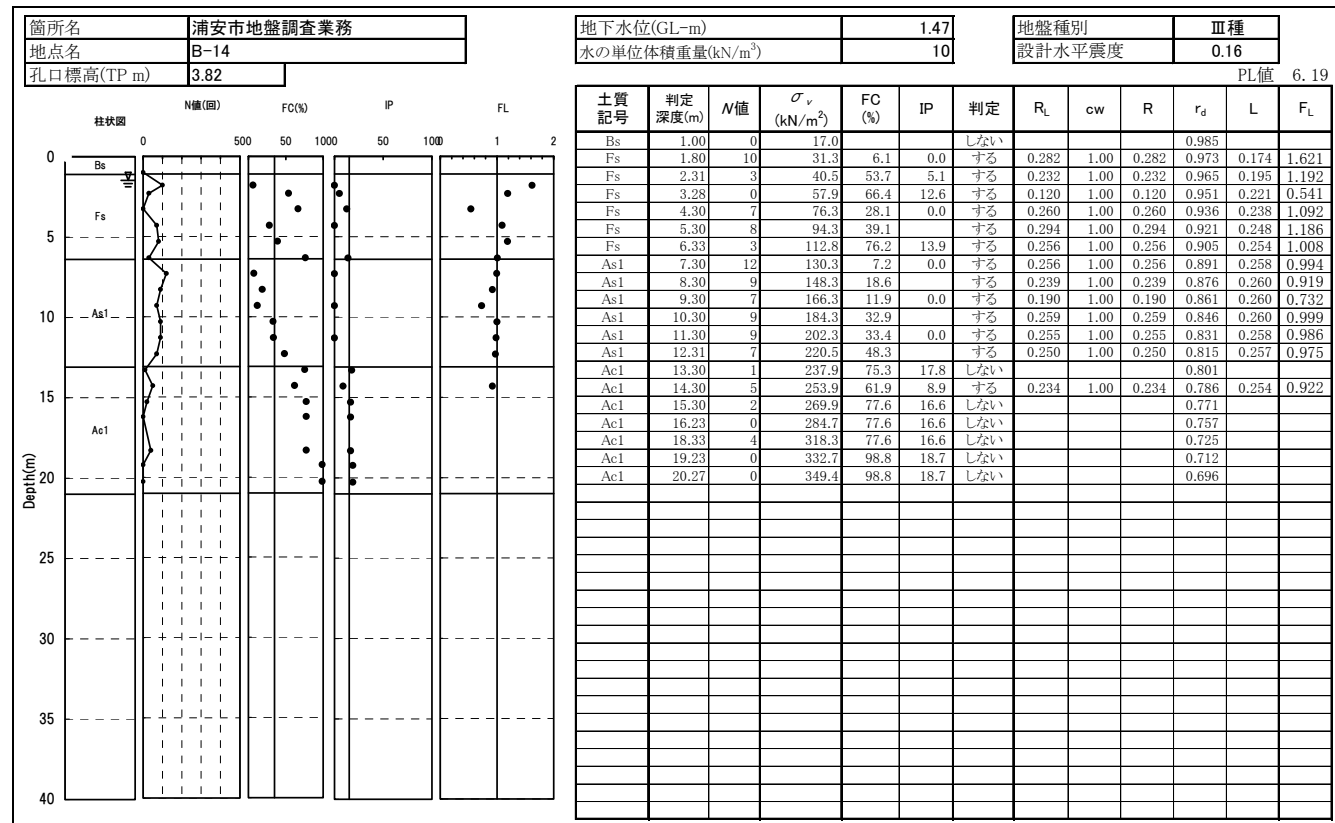 箇所名 浦安市地盤調査業務
地点名 B-14
孔口標高(TP m) 3.82
地下水位(GL-m) 1.47
水の単位体積重量(kN/m³) 10
地盤種別 Ⅲ種
設計水平震度 0.16
PL値 6.19
柱状図 N値(回) FC(%) IP FL
0 500 50 1000 50 1000 1 2
0
5
10
15
20
25
30
35
40
Depth(m)
Bs
Fs
As1
Ac1
土質記号 判定深度(m) N値 σv(kN/m²) FC(%) IP 判定 RL cw R rd L FL
Bs 1.00 0 17.0 しない 0.985
Fs 1.80 10 31.3 6.1 0.0 する 0.282 1.00 0.282 0.973 0.174 1.621
Fs 2.31 3 40.5 53.7 5.1 する 0.232 1.00 0.232 0.965 0.195 1.192
Fs 3.28 0 57.9 66.4 12.6 する 0.120 1.00 0.120 0.951 0.221 0.541
Fs 4.30 7 76.3 28.1 0.0 する 0.260 1.00 0.260 0.936 0.238 1.092
Fs 5.30 8 94.3 39.1 する 0.294 1.00 0.294 0.921 0.248 1.186
Fs 6.33 3 112.8 76.2 13.9 する 0.256 1.00 0.256 0.905 0.254 1.008
As1 7.30 12 130.3 7.2 0.0 する 0.256 1.00 0.256 0.891 0.258 0.994
As1 8.30 9 148.3 18.6 する 0.239 1.00 0.239 0.876 0.260 0.919
As1 9.30 7 166.3 11.9 0.0 する 0.190 1.00 0.190 0.861 0.260 0.732
As1 10.30 9 184.3 32.9 する 0.259 1.00 0.259 0.846 0.260 0.999
As1 11.30 9 202.3 33.4 0.0 する 0.255 1.00 0.255 0.831 0.258 0.986
As1 12.31 7 220.5 48.3 する 0.250 1.00 0.250 0.815 0.257 0.975
Ac1 13.30 1 237.9 75.3 17.8 しない 0.801
Ac1 14.30 5 253.9 61.9 8.9 する 0.234 1.00 0.234 0.786 0.254 0.922
Ac1 15.30 2 269.9 77.6 16.6 しない 0.771
Ac1 16.23 0 284.7 77.6 16.6 しない 0.757
Ac1 18.33 4 318.3 77.6 16.6 しない 0.725
Ac1 19.23 0 332.7 98.8 18.7 しない 0.712
Ac1 20.27 0 349.4 98.8 18.7 しない 0.696